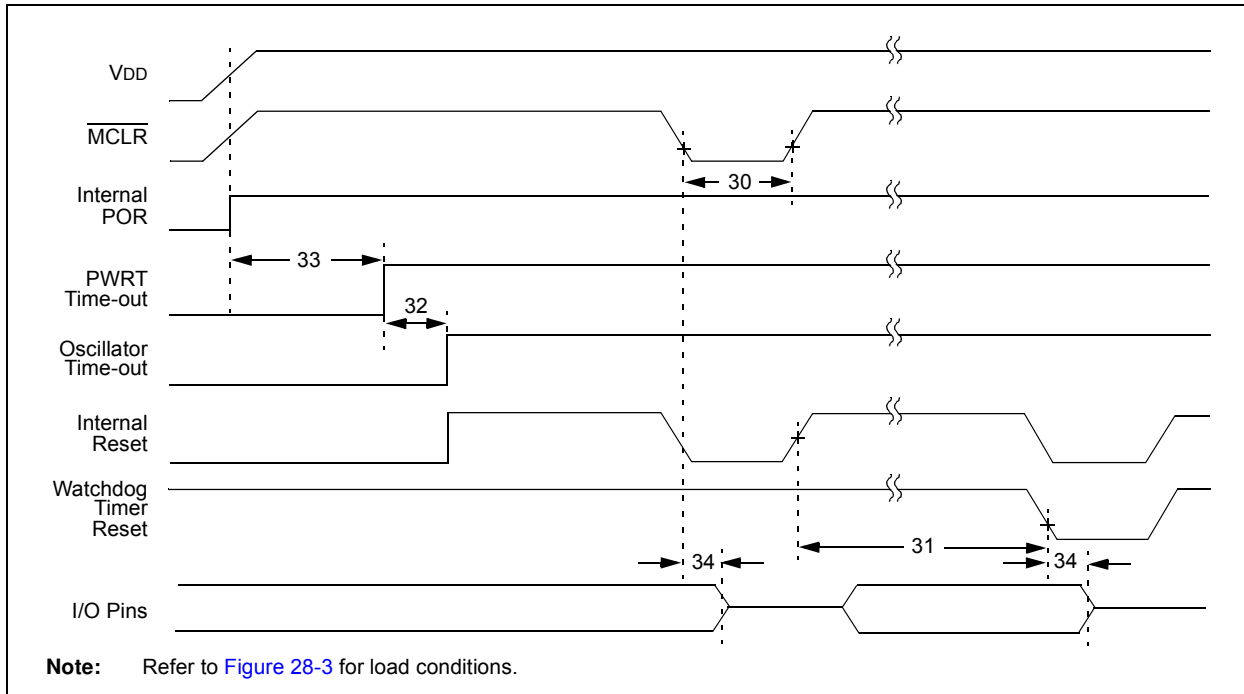 VDD
MCLR
30
Internal
POR
33
PWRT
Time-out
32
Oscillator
Time-out
Internal
Reset
Watchdog
Timer
Reset
31
34
34
I/O Pins
Note: Refer to Figure 28-3 for load conditions.